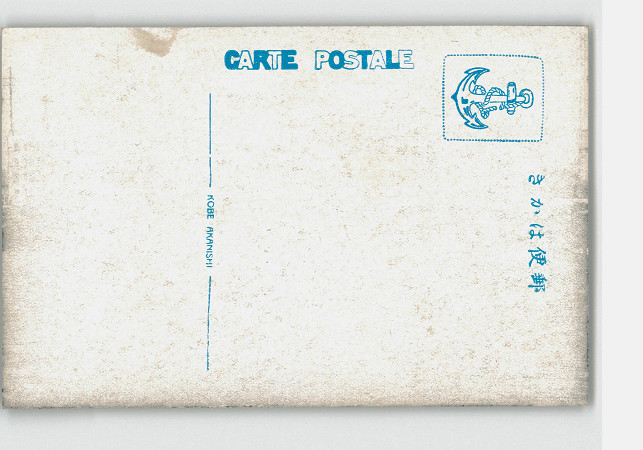 CARTE POSTALE
KOBE AKANISHI
郵便はかき